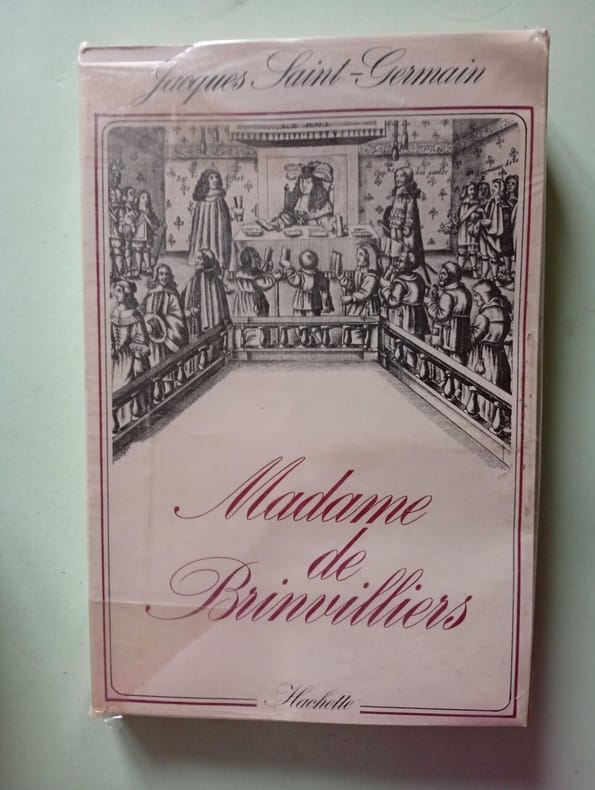 Jacques Saint-Germain
Madame
de
Brinvilliers
Hachette